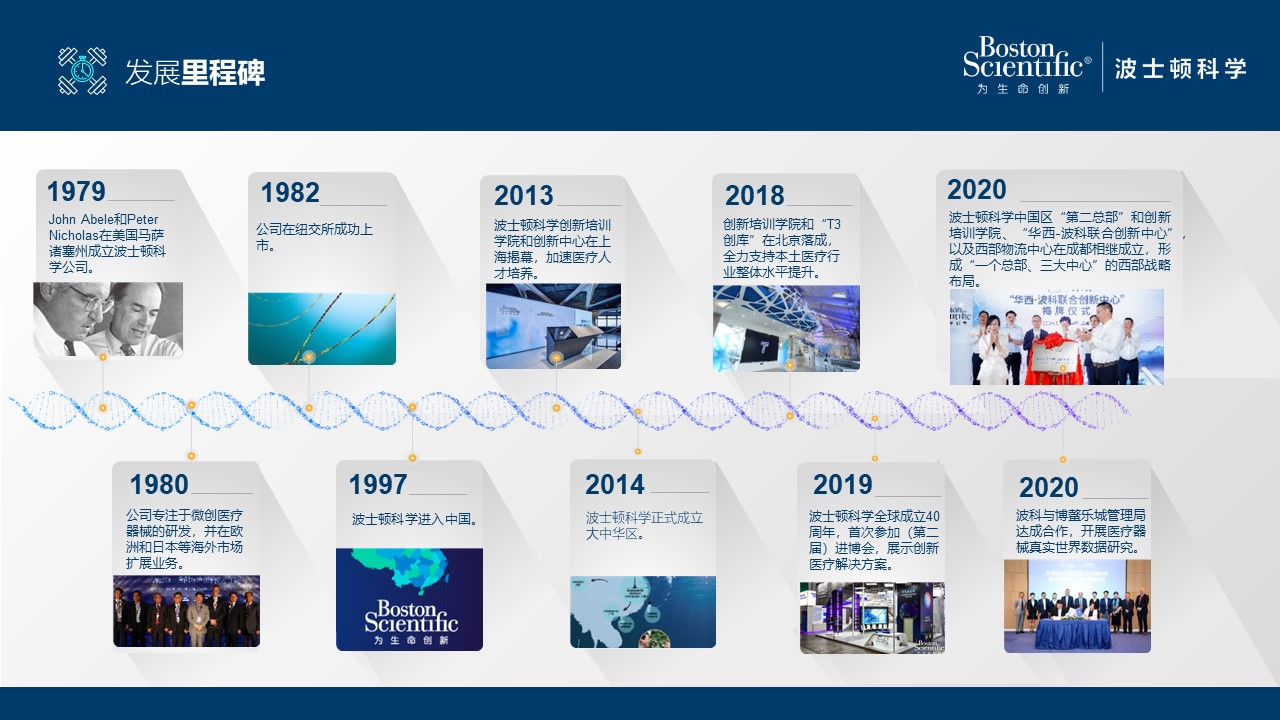 发展里程碑
Boston
Scientific®
为生命创新
波士顿科学
1979
John Abele和Peter
Nicholas在美国马萨
诸塞州成立波士顿科
学公司。
1982
公司在纽交所成功上
市。
2013
波士顿科学创新培训
学院和创新中心在上
海揭幕，加速医疗人
才培养。
2018
创新培训学院和“T3
创库”在北京落成，
全力支持本土医疗行
业整体水平提升。
2020
波士顿科学中国区“第二总部”和创新
培训学院、“华西-波科联合创新中心”，
以及西部物流中心在成都相继成立，形
成“一个总部、三大中心”的西部战略
布局。
“华西-波科联合创新中心”
揭牌仪式
1980
公司专注于微创医疗
器械的研发，并在欧
洲和日本等海外市场
扩展业务。
1997
波士顿科学进入中国。
Boston
Scientific
为生命创新
2014
波士顿科学正式成立
大中华区。
2019
波士顿科学全球成立40
周年，首次参加（第二
届）进博会，展示创新
医疗解决方案。
2020
波科与博鳌乐城管理局
达成合作，开展医疗器
械真实世界数据研究。